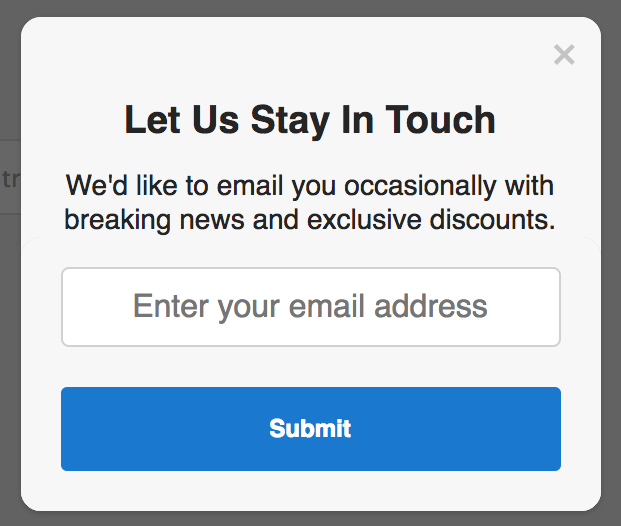 Let Us Stay In Touch
We'd like to email you occasionally with
breaking news and exclusive discounts.
tr
Enter your email address
Submit